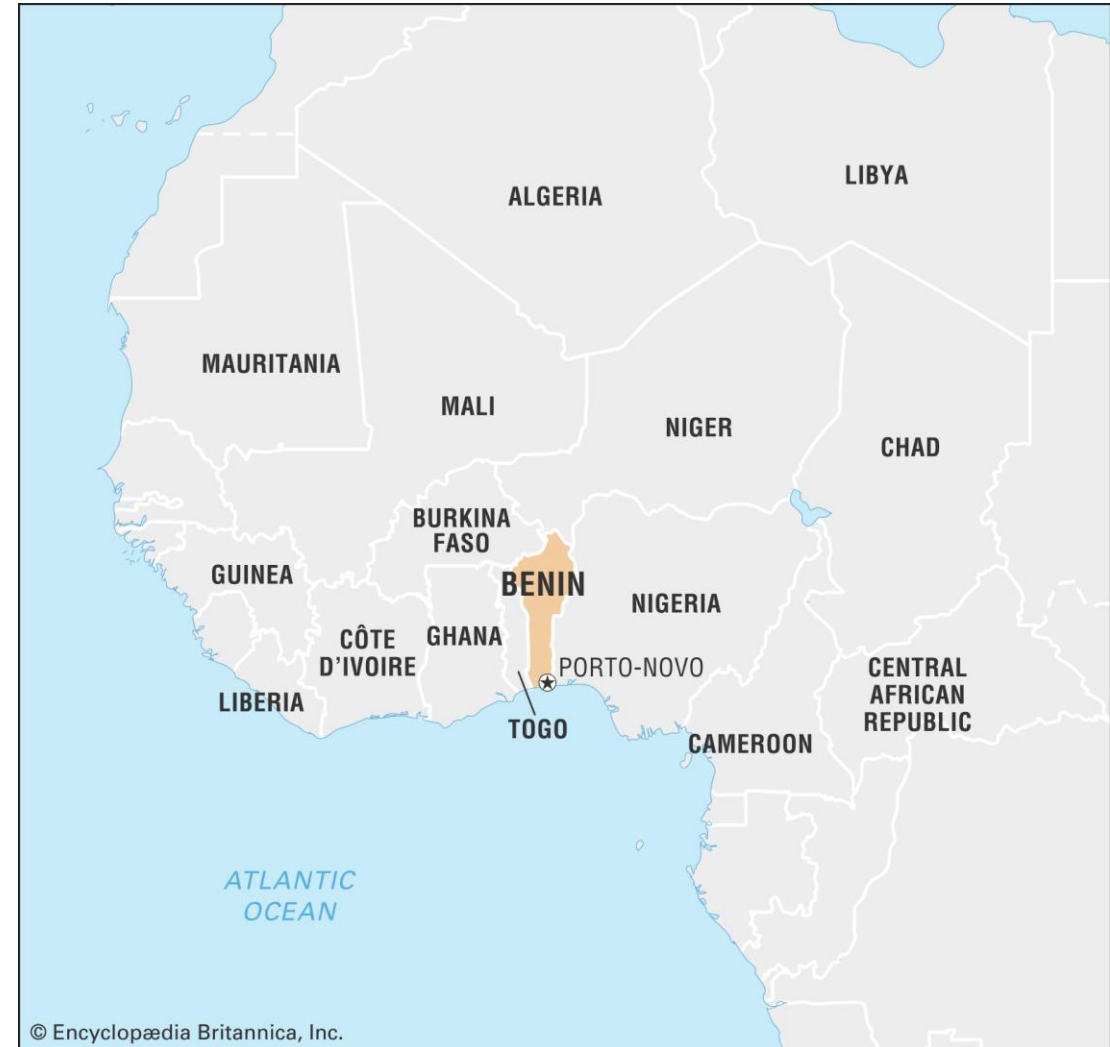 ALGERIA
LIBYA
MAURITANIA
MALI
NIGER
CHAD
BURKINA
FASO
GUINEA
BENIN
NIGERIA
CÔTE
D'IVOIRE
GHANA
PORTO-NOVO
CENTRAL
AFRICAN
REPUBLIC
LIBERIA
TOGO
CAMEROON
ATLANTIC
OCEAN
© Encyclopædia Britannica, Inc.